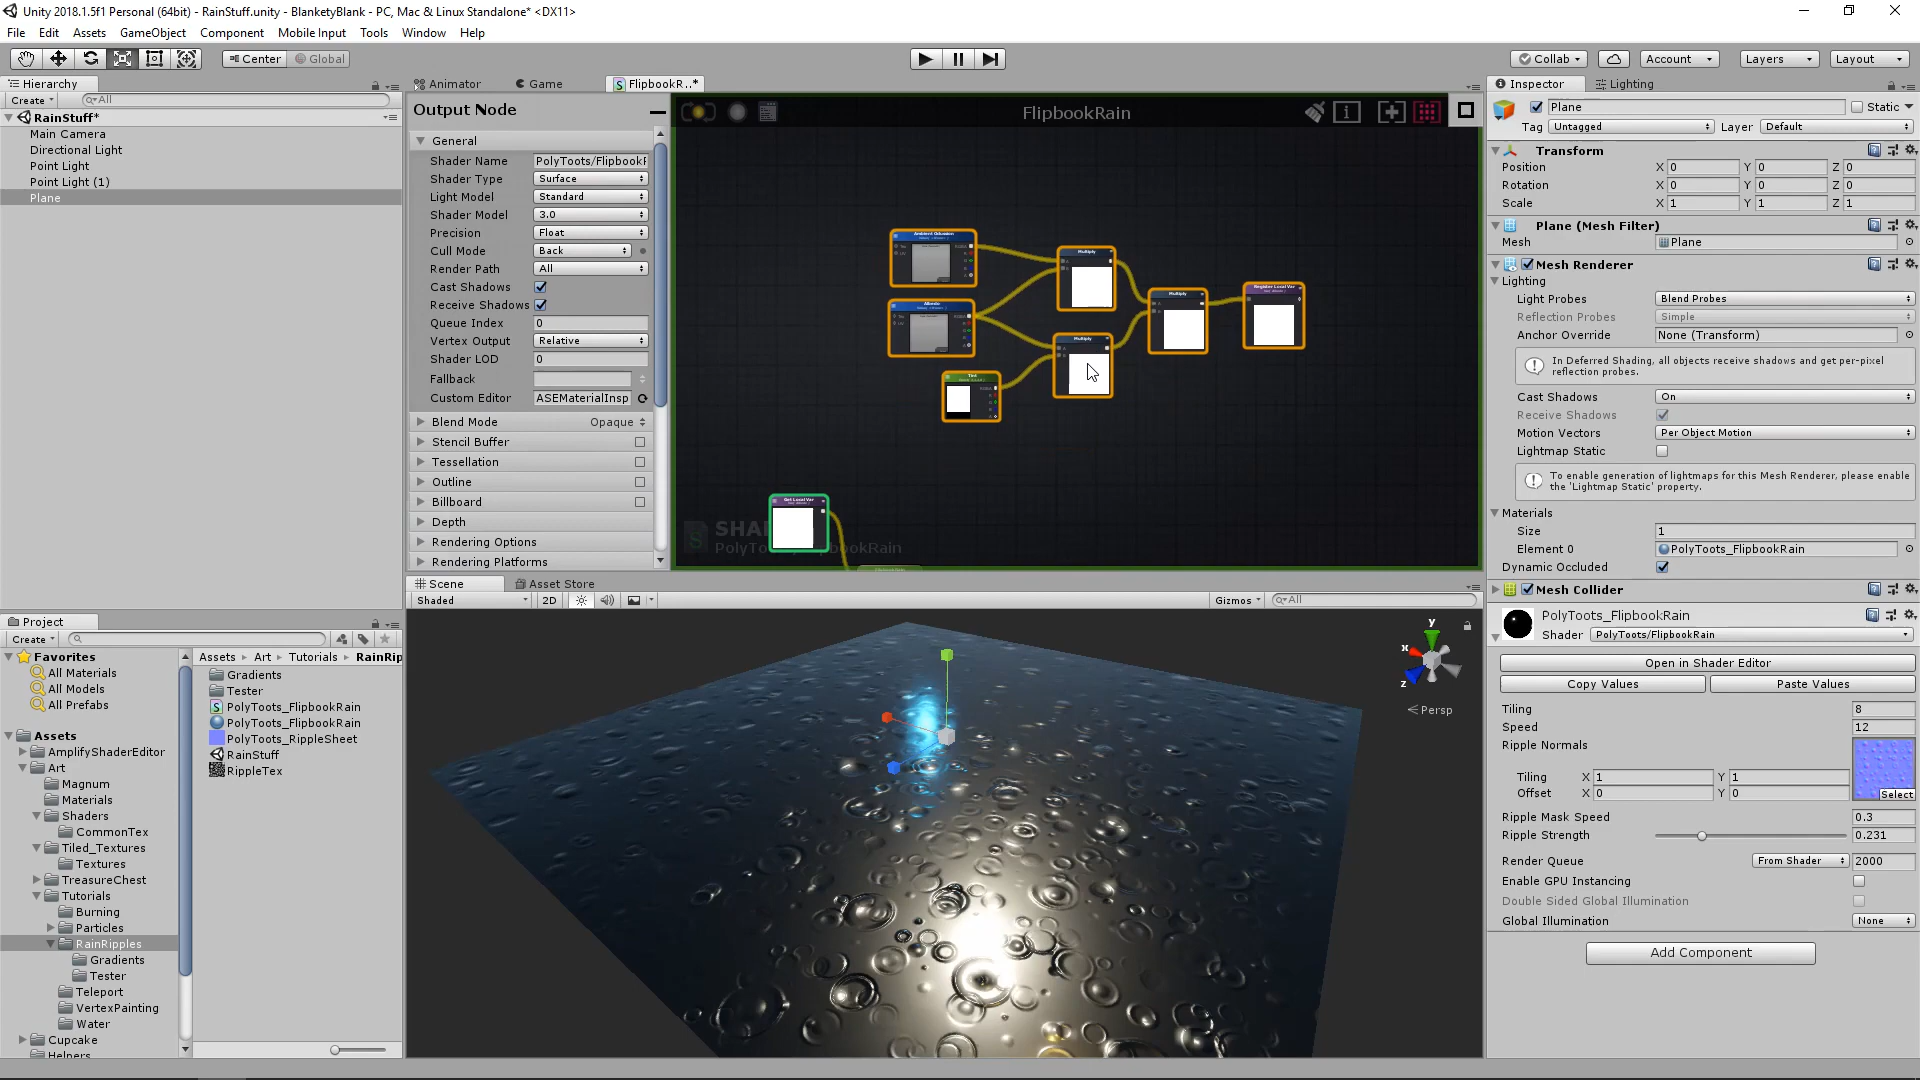 Unity 2018.1.5f1 Personal (64bit) - RainStuff.unity - BlanketyBlank - PC, Mac & Linux Standalone* <DX11>
File Edit Assets GameObject Component Mobile Input Tools Window Help
Center Global
Collab Account Layers Layout
Hierarchy
Create All
RainStuff*
Main Camera
Directional Light
Point Light
Point Light (1)
Plane
Animator Game FlipbookR..*
Output Node
General
Shader Name PolyToots/FlipbookF
Shader Type Surface
Light Model Standard
Shader Model 3.0
Precision Float
Cull Mode Back
Render Path All
Cast Shadows
Receive Shadows
Queue Index 0
Vertex Output Relative
Shader LOD 0
Fallback
Custom Editor ASEMaterialInsp
Blend Mode Opaque
Stencil Buffer
Tessellation
Outline
Billboard
Depth
Rendering Options
Rendering Platforms
FlipbookRain
Ambient Occlusion
Albedo
Tint
Multiply
Multiply
Multiply
Register Local Var
Get Local Var
Scene Asset Store
Shaded 2D Gizmos All
y
x
z
Persp
Inspector Lighting
Plane Static
Tag Untagged Layer Default
Transform
Position X 0 Y 0 Z 0
Rotation X 0 Y 0 Z 0
Scale X 1 Y 1 Z 1
Plane (Mesh Filter)
Mesh Plane
Mesh Renderer
Lighting
Light Probes Blend Probes
Reflection Probes Simple
Anchor Override None (Transform)
In Deferred Shading, all objects receive shadows and get per-pixel
reflection probes.
Cast Shadows On
Receive Shadows
Motion Vectors Per Object Motion
Lightmap Static
To enable generation of lightmaps for this Mesh Renderer, please enable
the 'Lightmap Static' property.
Materials
Size 1
Element 0 PolyToots_FlipbookRain
Dynamic Occluded
Mesh Collider
PolyToots_FlipbookRain
Shader PolyToots/FlipbookRain
Open in Shader Editor
Copy Values Paste Values
Tiling 8
Speed 12
Ripple Normals
Tiling X 1 Y 1
Offset X 0 Y 0
Select
Ripple Mask Speed 0.3
Ripple Strength 0.231
Render Queue From Shader 2000
Enable GPU Instancing
Double Sided Global Illumination
Global Illumination None
Add Component
Project
Create
Favorites
All Materials
All Models
All Prefabs
Assets
AmplifyShaderEditor
Art
Magnum
Materials
Shaders
CommonTex
Tiled_Textures
Textures
TreasureChest
Tutorials
Burning
Particles
RainRipples
Gradients
Tester
Teleport
VertexPainting
Water
Cupcake
Helpers
Assets Art Tutorials RainRip
Gradients
Tester
PolyToots_FlipbookRain
PolyToots_FlipbookRain
PolyToots_RippleSheet
RainStuff
RippleTex